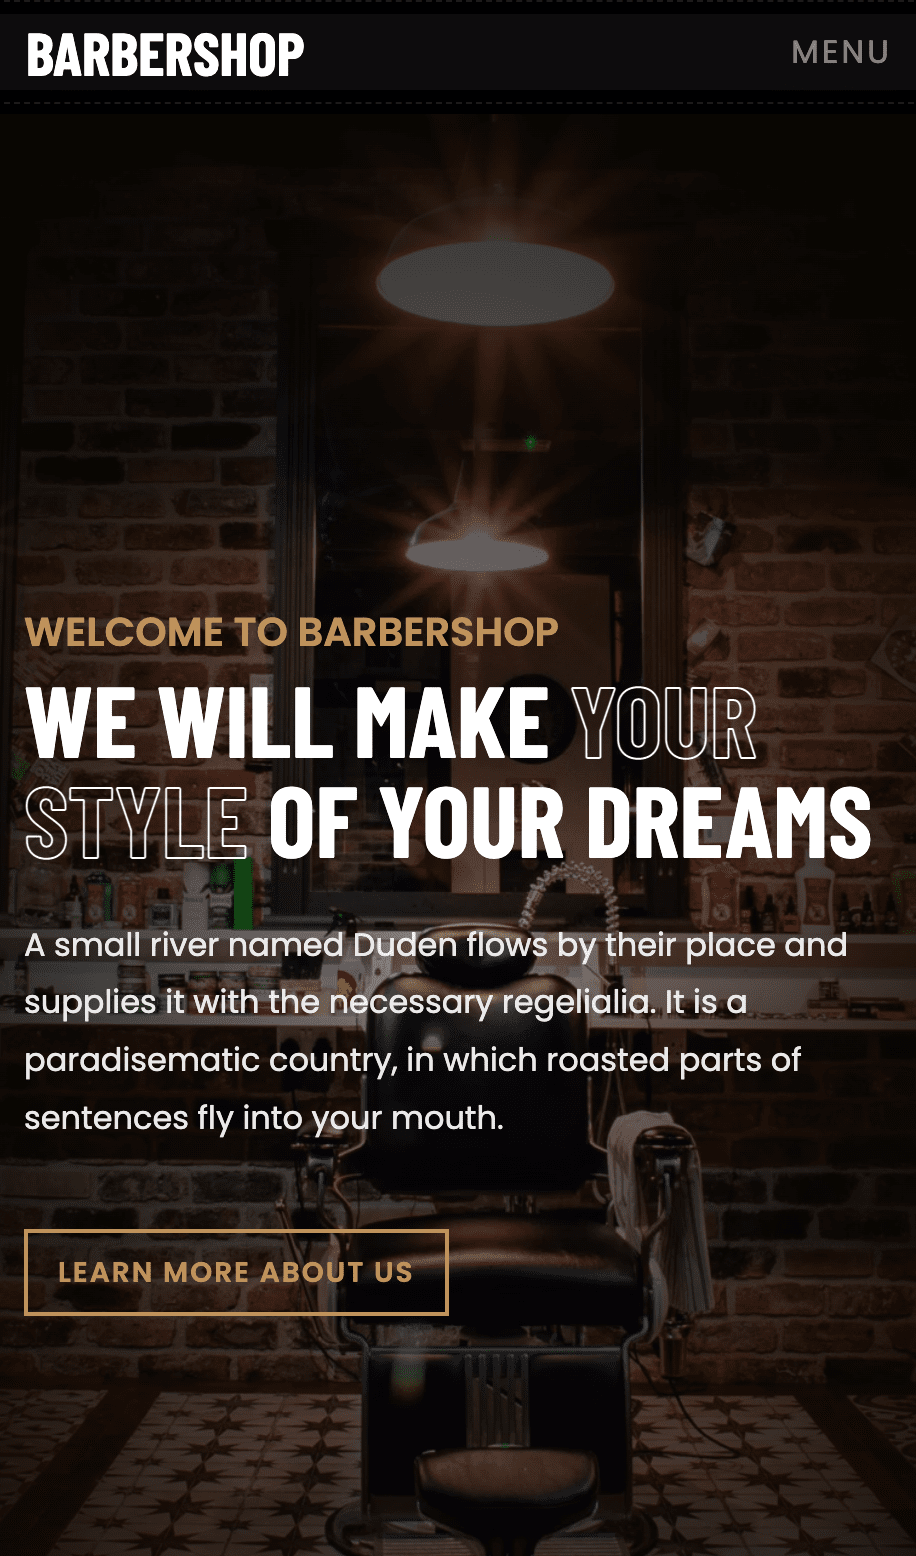 BARBERSHOP
MENU
WELCOME TO BARBERSHOP
WE WILL MAKE YOUR
STYLE OF YOUR DREAMS
A small river named Duden flows by their place and
supplies it with the necessary regelialia. It is a
paradisematic country, in which roasted parts of
sentences fly into your mouth.
LEARN MORE ABOUT US